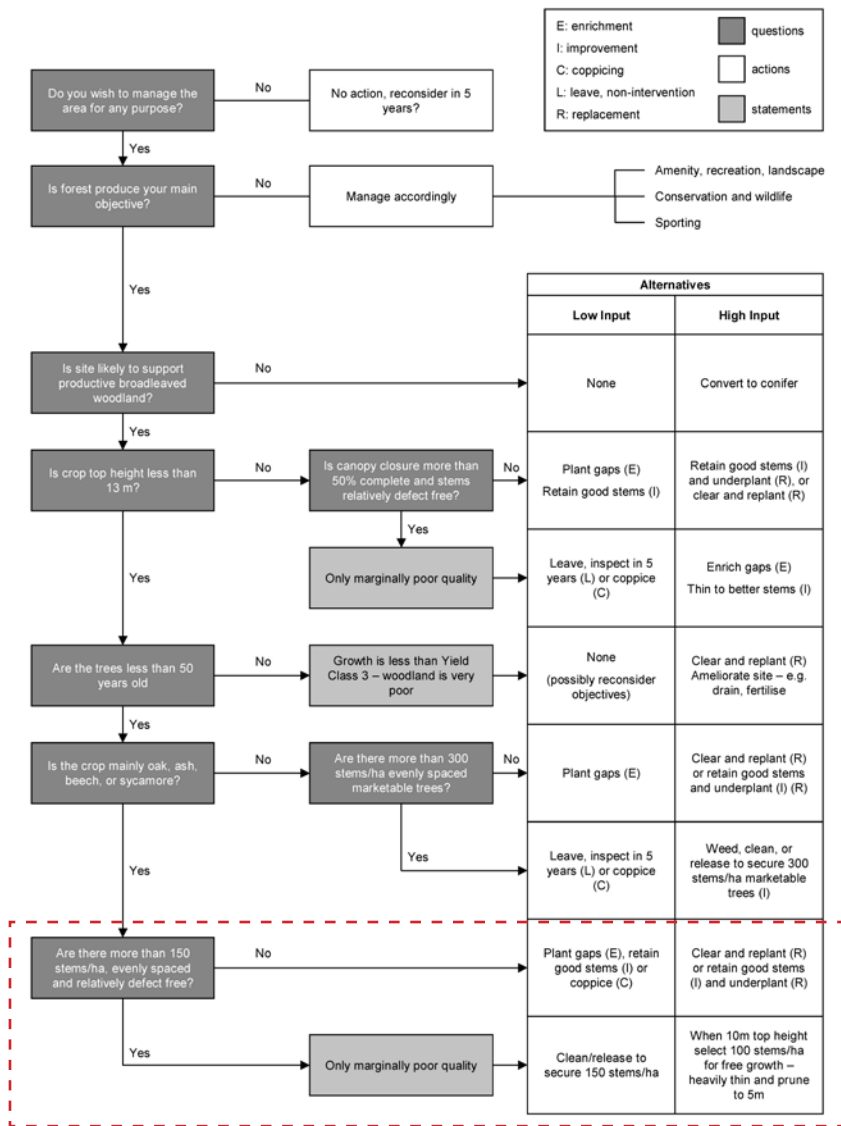 E: enrichment
I: improvement
C: coppicing
L: leave, non-intervention
R: replacement
questions
actions
statements
Do you wish to manage the
area for any purpose?
No
No action, reconsider in 5
years?
Yes
Is forest produce your main
objective?
No
Manage accordingly
Amenity, recreation, landscape
Conservation and wildlife
Sporting
Yes
Alternatives
Low Input
High Input
Is site likely to support
productive broadleaved
woodland?
No
None
Convert to conifer
Yes
Is crop top height less than
13 m?
No
Is canopy closure more than
50% complete and stems
relatively defect free?
No
Plant gaps (E)
Retain good stems (I)
Retain good stems (I)
and underplant (R), or
clear and replant (R)
Yes
Yes
Only marginally poor quality
Leave, inspect in 5
years (L) or coppice
(C)
Enrich gaps (E)
Thin to better stems (I)
Are the trees less than 50
years old
No
Growth is less than Yield
Class 3 – woodland is very
poor
None
(possibly reconsider
objectives)
Clear and replant (R)
Ameliorate site – e.g.
drain, fertilise
Yes
Is the crop mainly oak, ash,
beech, or sycamore?
No
Are there more than 300
stems/ha evenly spaced
marketable trees?
No
Plant gaps (E)
Clear and replant (R)
or retain good stems
and underplant (I) (R)
Yes
Yes
Leave, inspect in 5
years (L) or coppice
(C)
Weed, clean, or
release to secure 300
stems/ha marketable
trees (I)
Are there more than 150
stems/ha, evenly spaced
and relatively defect free?
No
Plant gaps (E), retain
good stems (I) or
coppice (C)
Clear and replant (R)
or retain good stems
(I) and underplant (R)
Yes
Only marginally poor quality
Clean/release to
secure 150 stems/ha
When 10m top height
select 100 stems/ha
for free growth –
heavily thin and prune
to 5m